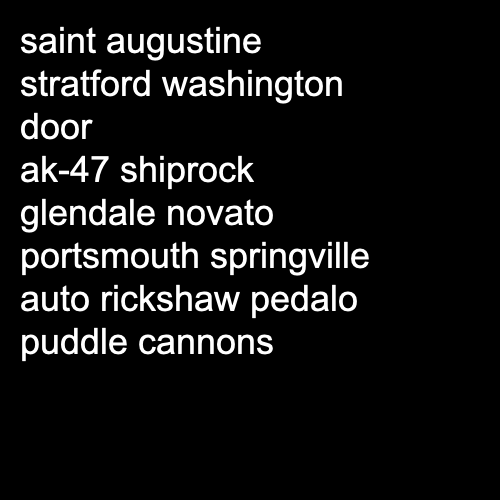 saint augustine
stratford washington
door
ak-47 shiprock
glendale novato
portsmouth springville
auto rickshaw pedalo
puddle cannons